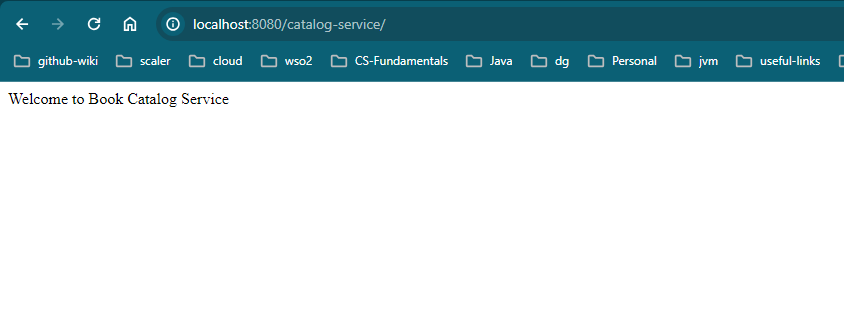 localhost:8080/catalog-service/
github-wiki scaler cloud wso2 CS-Fundamentals Java dg Personal jvm useful-links
Welcome to Book Catalog Service